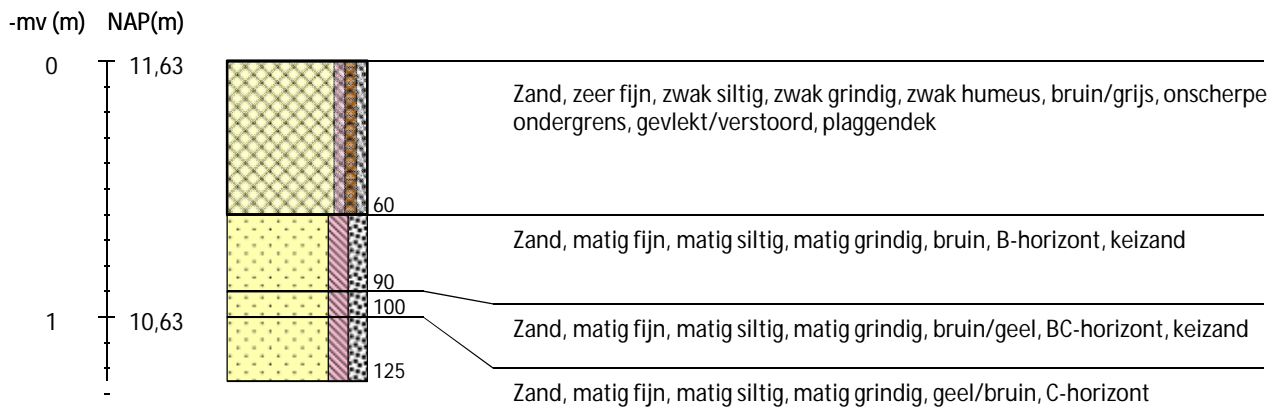 -mv (m) NAP(m)
0 11,63
Zand, zeer fijn, zwak siltig, zwak grindig, zwak humeus, bruin/grijs, onscherpe
ondergrens, gevlekt/verstoord, plaggendek
60
Zand, matig fijn, matig siltig, matig grindig, bruin, B-horizont, keizand
90
100
1 10,63
Zand, matig fijn, matig siltig, matig grindig, bruin/geel, BC-horizont, keizand
125
Zand, matig fijn, matig siltig, matig grindig, geel/bruin, C-horizont